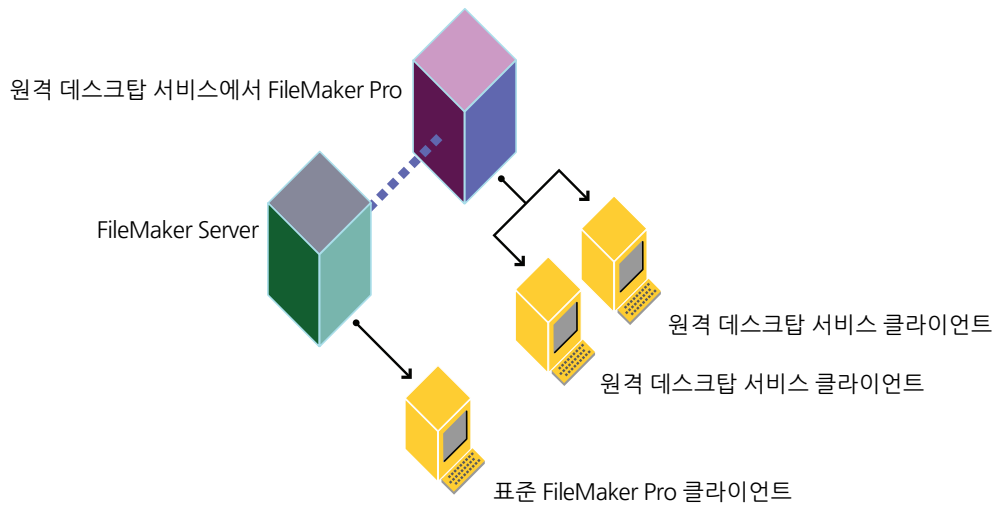 원격 데스크탑 서비스에서 FileMaker Pro
FileMaker Server
원격 데스크탑 서비스 클라이언트
원격 데스크탑 서비스 클라이언트
표준 FileMaker Pro 클라이언트